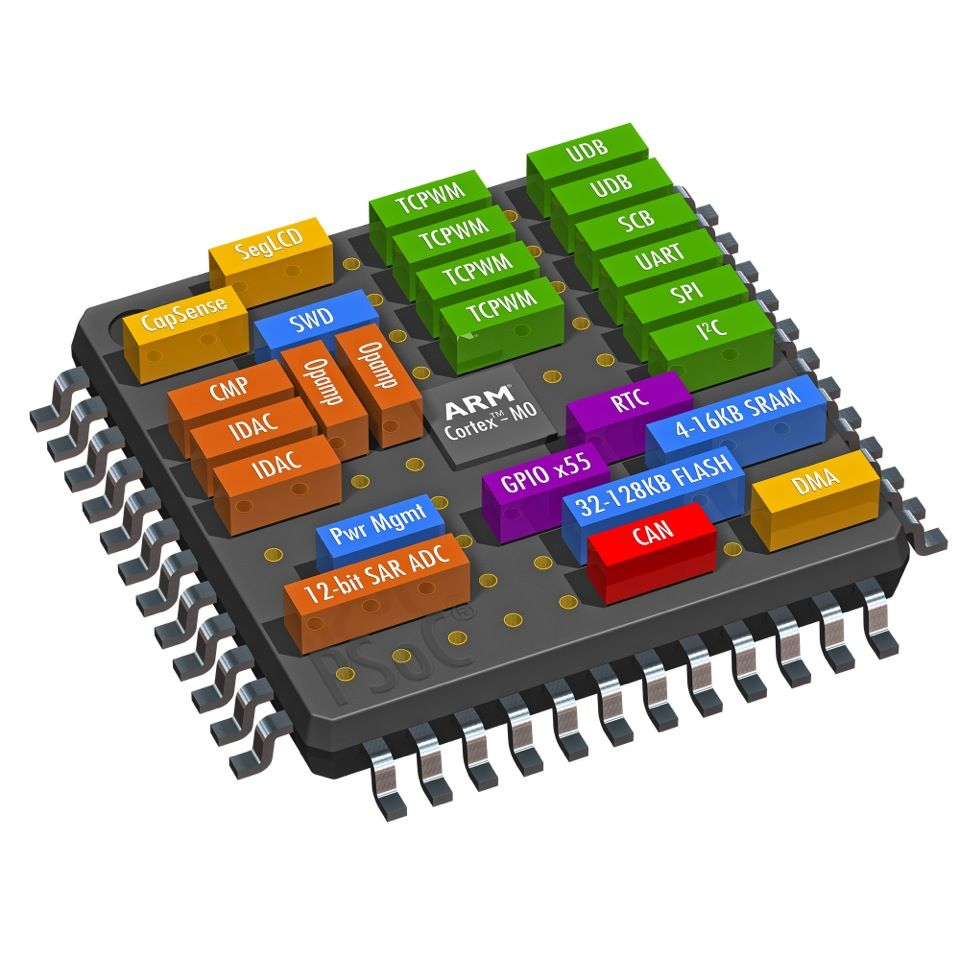 UDB
UDB
SCB
UART
SPI
I²C
TCPWM
TCPWM
TCPWM
TCPWM
SegLCD
CapSense
SWD
Opamp
Opamp
CMP
IDAC
IDAC
ARM®
Cortex™- M0
RTC
4-16KB SRAM
GPIO x55
32-128KB FLASH
DMA
CAN
Pwr Mgmt
12-bit SAR ADC
PSoC®